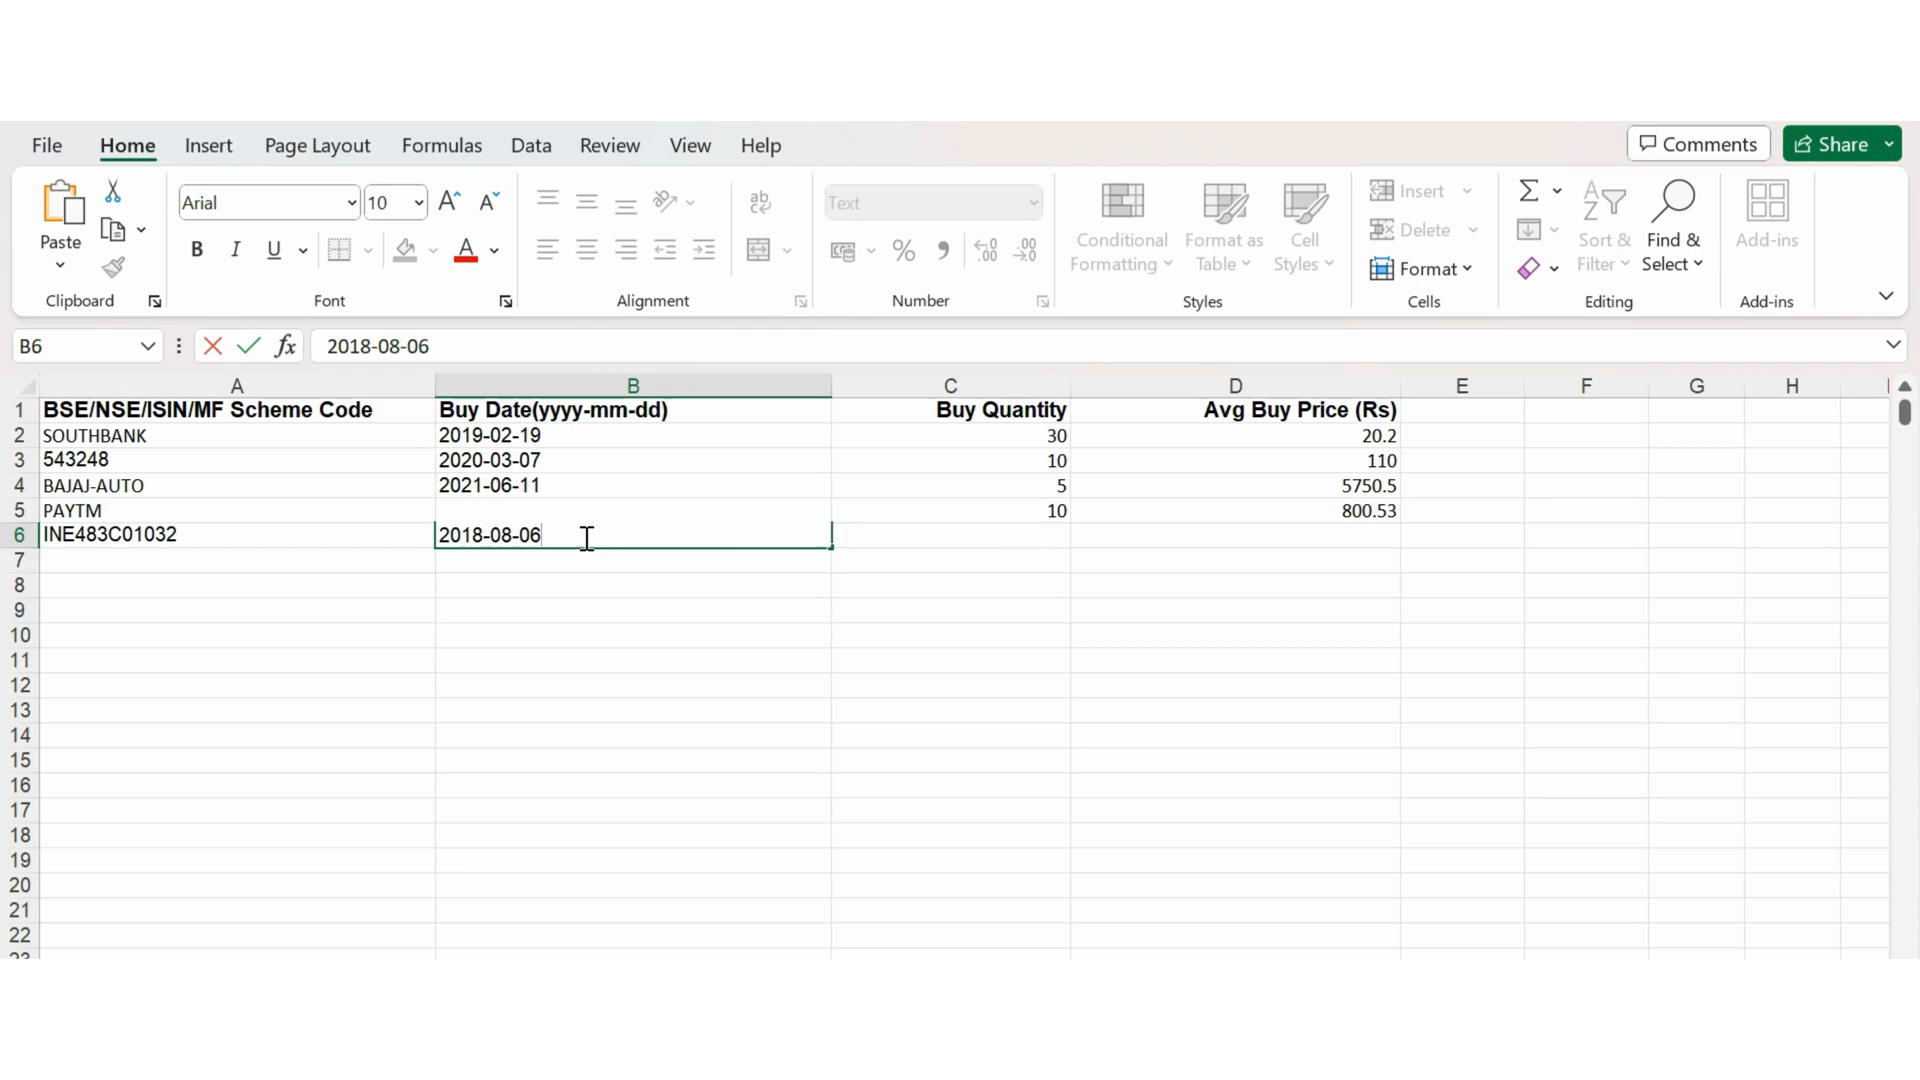 File Home Insert Page Layout Formulas Data Review View Help Comments Share
Paste Arial 10 B I U A ab Text % Conditional Formatting Format as Table Cell Styles Insert Delete Format Sort & Filter Find & Select Add-ins
Clipboard Font Alignment Number Styles Cells Editing Add-ins
B6 fx 2018-08-06
A B C D E F G H
1 BSE/NSE/ISIN/MF Scheme Code Buy Date(yyyy-mm-dd) Buy Quantity Avg Buy Price (Rs)
2 SOUTHBANK 2019-02-19 30 20.2
3 543248 2020-03-07 10 110
4 BAJAJ-AUTO 2021-06-11 5 5750.5
5 PAYTM 10 800.53
6 INE483C01032 2018-08-06
7
8
9
10
11
12
13
14
15
16
17
18
19
20
21
22